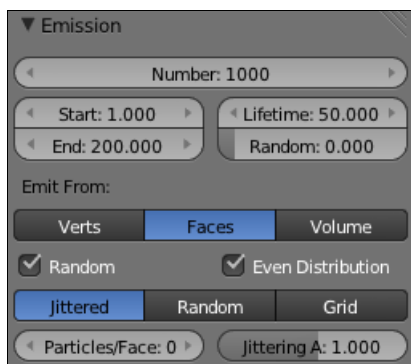 Emission
Number: 1000
Start: 1.000
Lifetime: 50.000
End: 200.000
Random: 0.000
Emit From:
Verts
Faces
Volume
Random
Even Distribution
Jittered
Random
Grid
Particles/Face: 0
Jittering A: 1.000